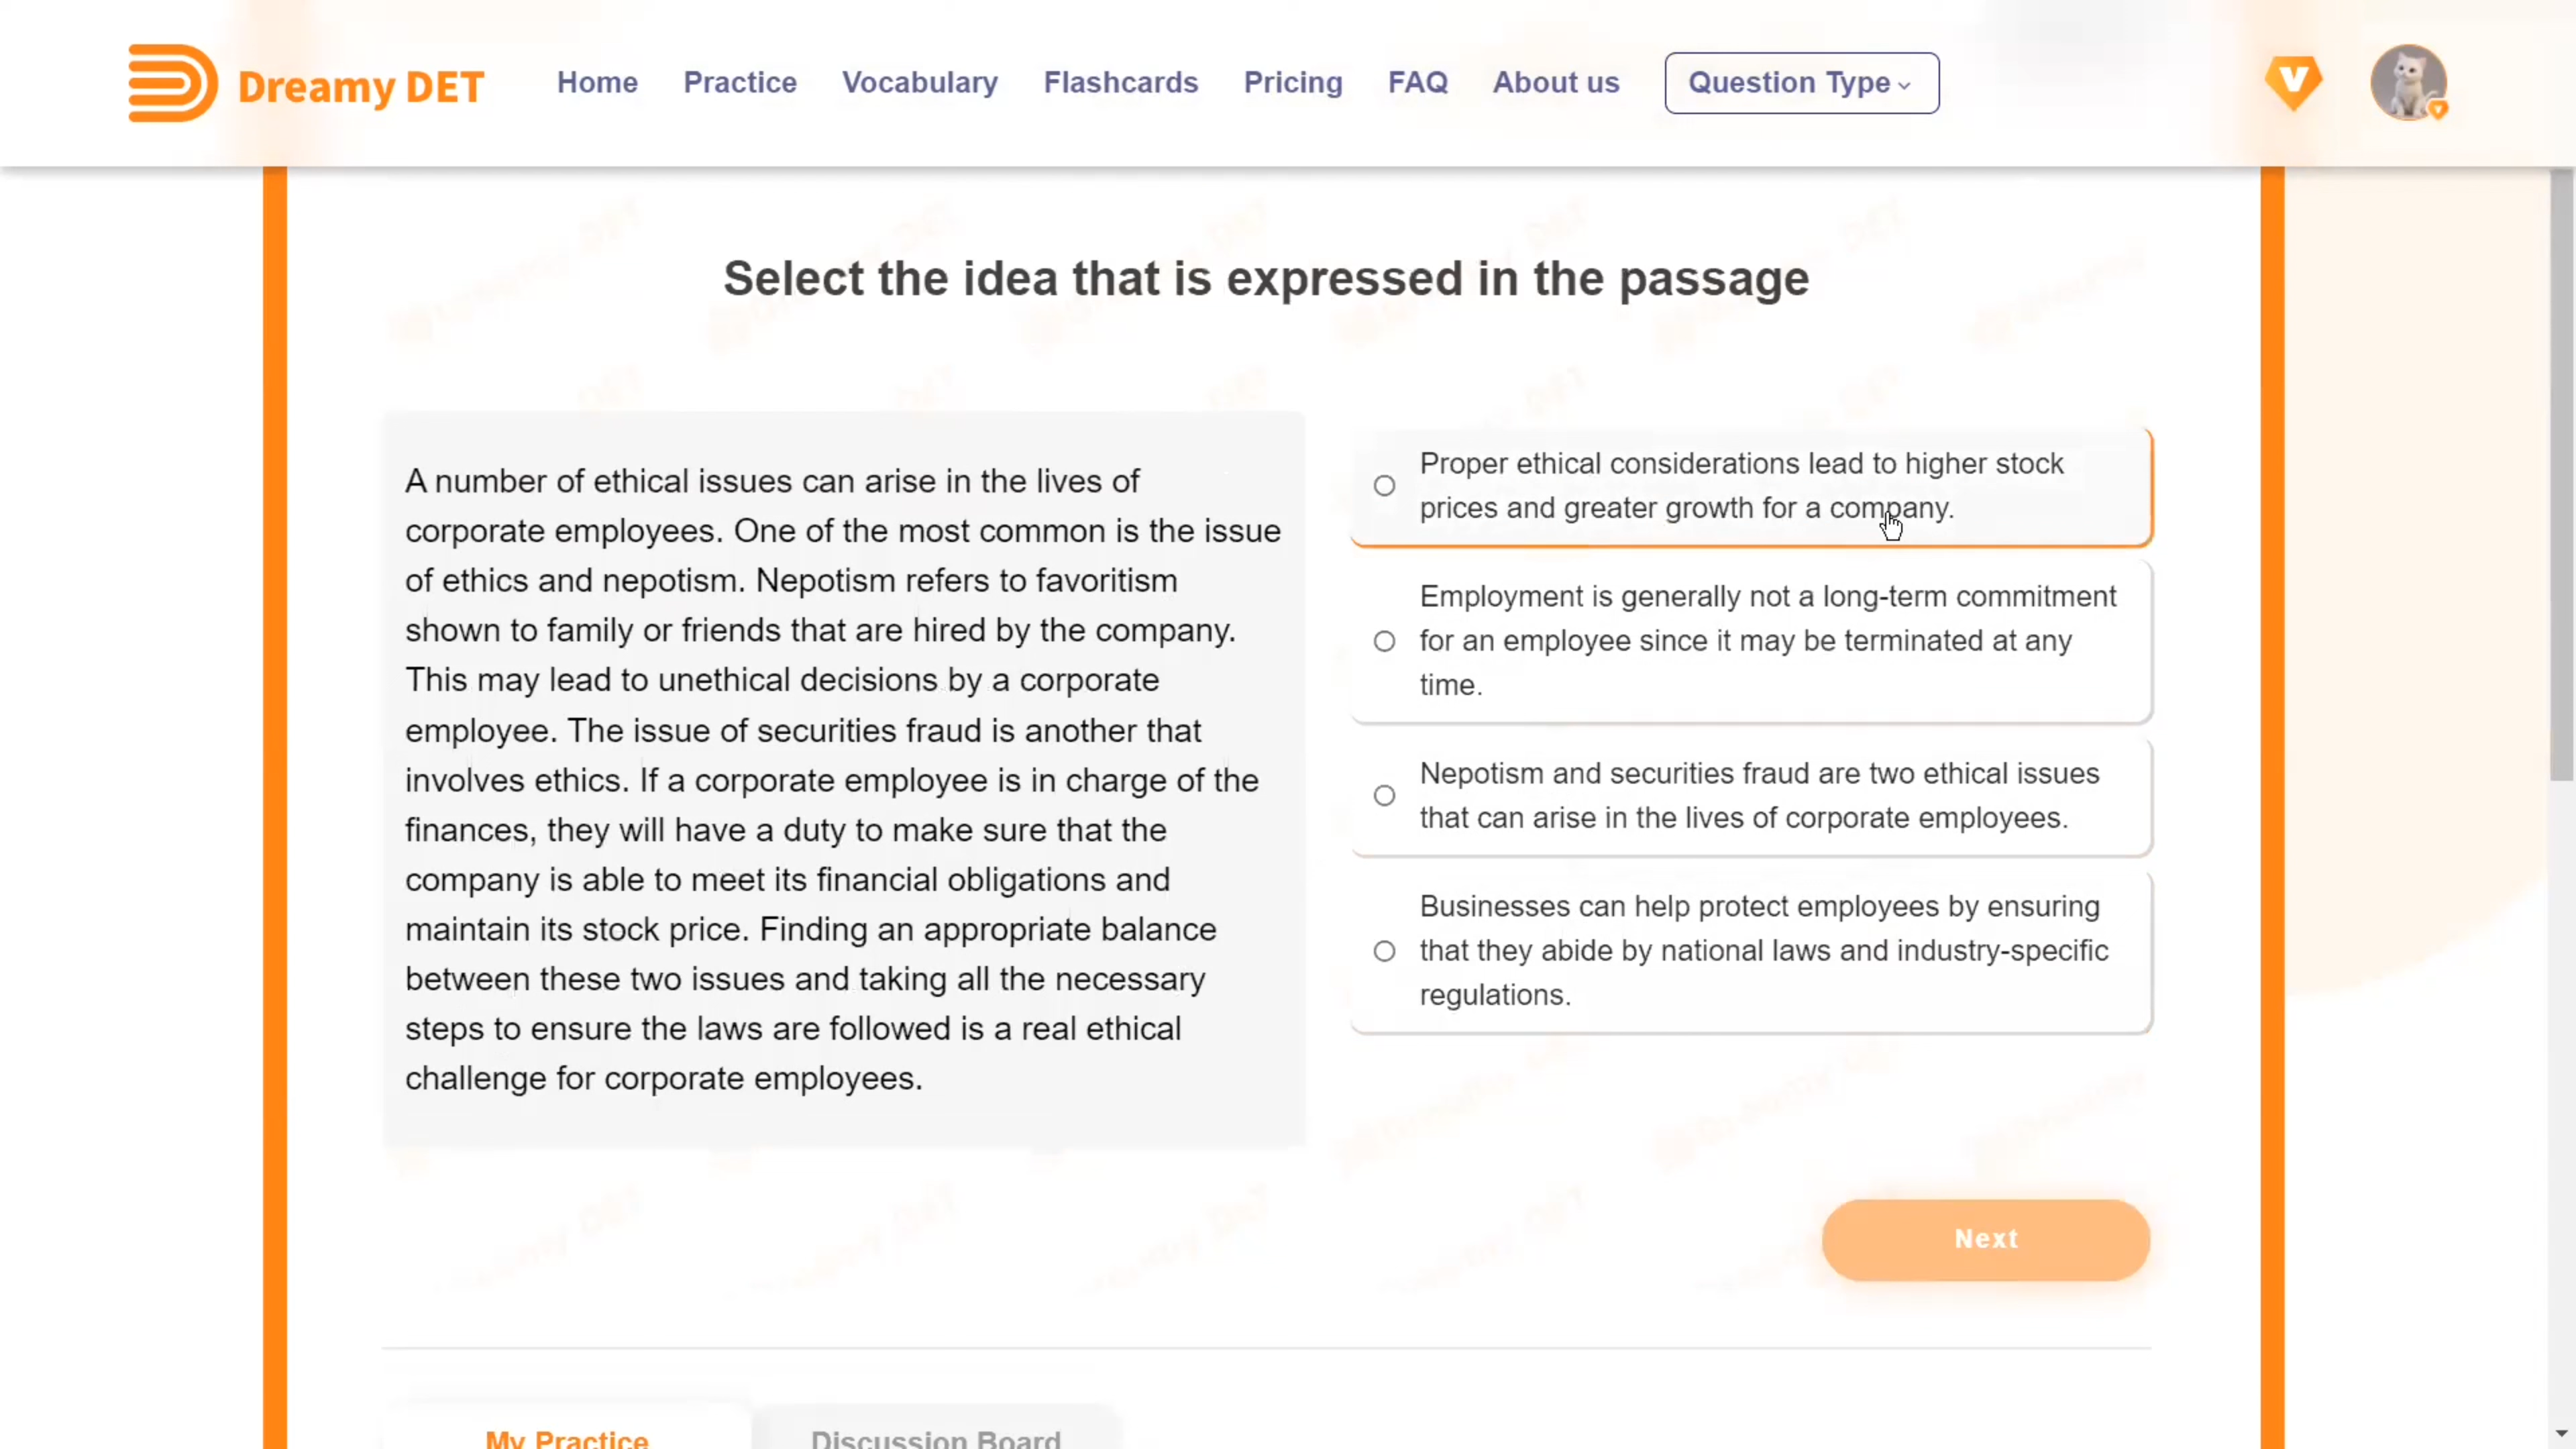 Dreamy DET
Home
Practice
Vocabulary
Flashcards
Pricing
FAQ
About us
Question Type
V
Select the idea that is expressed in the passage
A number of ethical issues can arise in the lives of
corporate employees. One of the most common is the issue
of ethics and nepotism. Nepotism refers to favoritism
shown to family or friends that are hired by the company.
This may lead to unethical decisions by a corporate
employee. The issue of securities fraud is another that
involves ethics. If a corporate employee is in charge of the
finances, they will have a duty to make sure that the
company is able to meet its financial obligations and
maintain its stock price. Finding an appropriate balance
between these two issues and taking all the necessary
steps to ensure the laws are followed is a real ethical
challenge for corporate employees.
Proper ethical considerations lead to higher stock
prices and greater growth for a company.
Employment is generally not a long-term commitment
for an employee since it may be terminated at any
time.
Nepotism and securities fraud are two ethical issues
that can arise in the lives of corporate employees.
Businesses can help protect employees by ensuring
that they abide by national laws and industry-specific
regulations.
Next
My Practice
Discussion Board